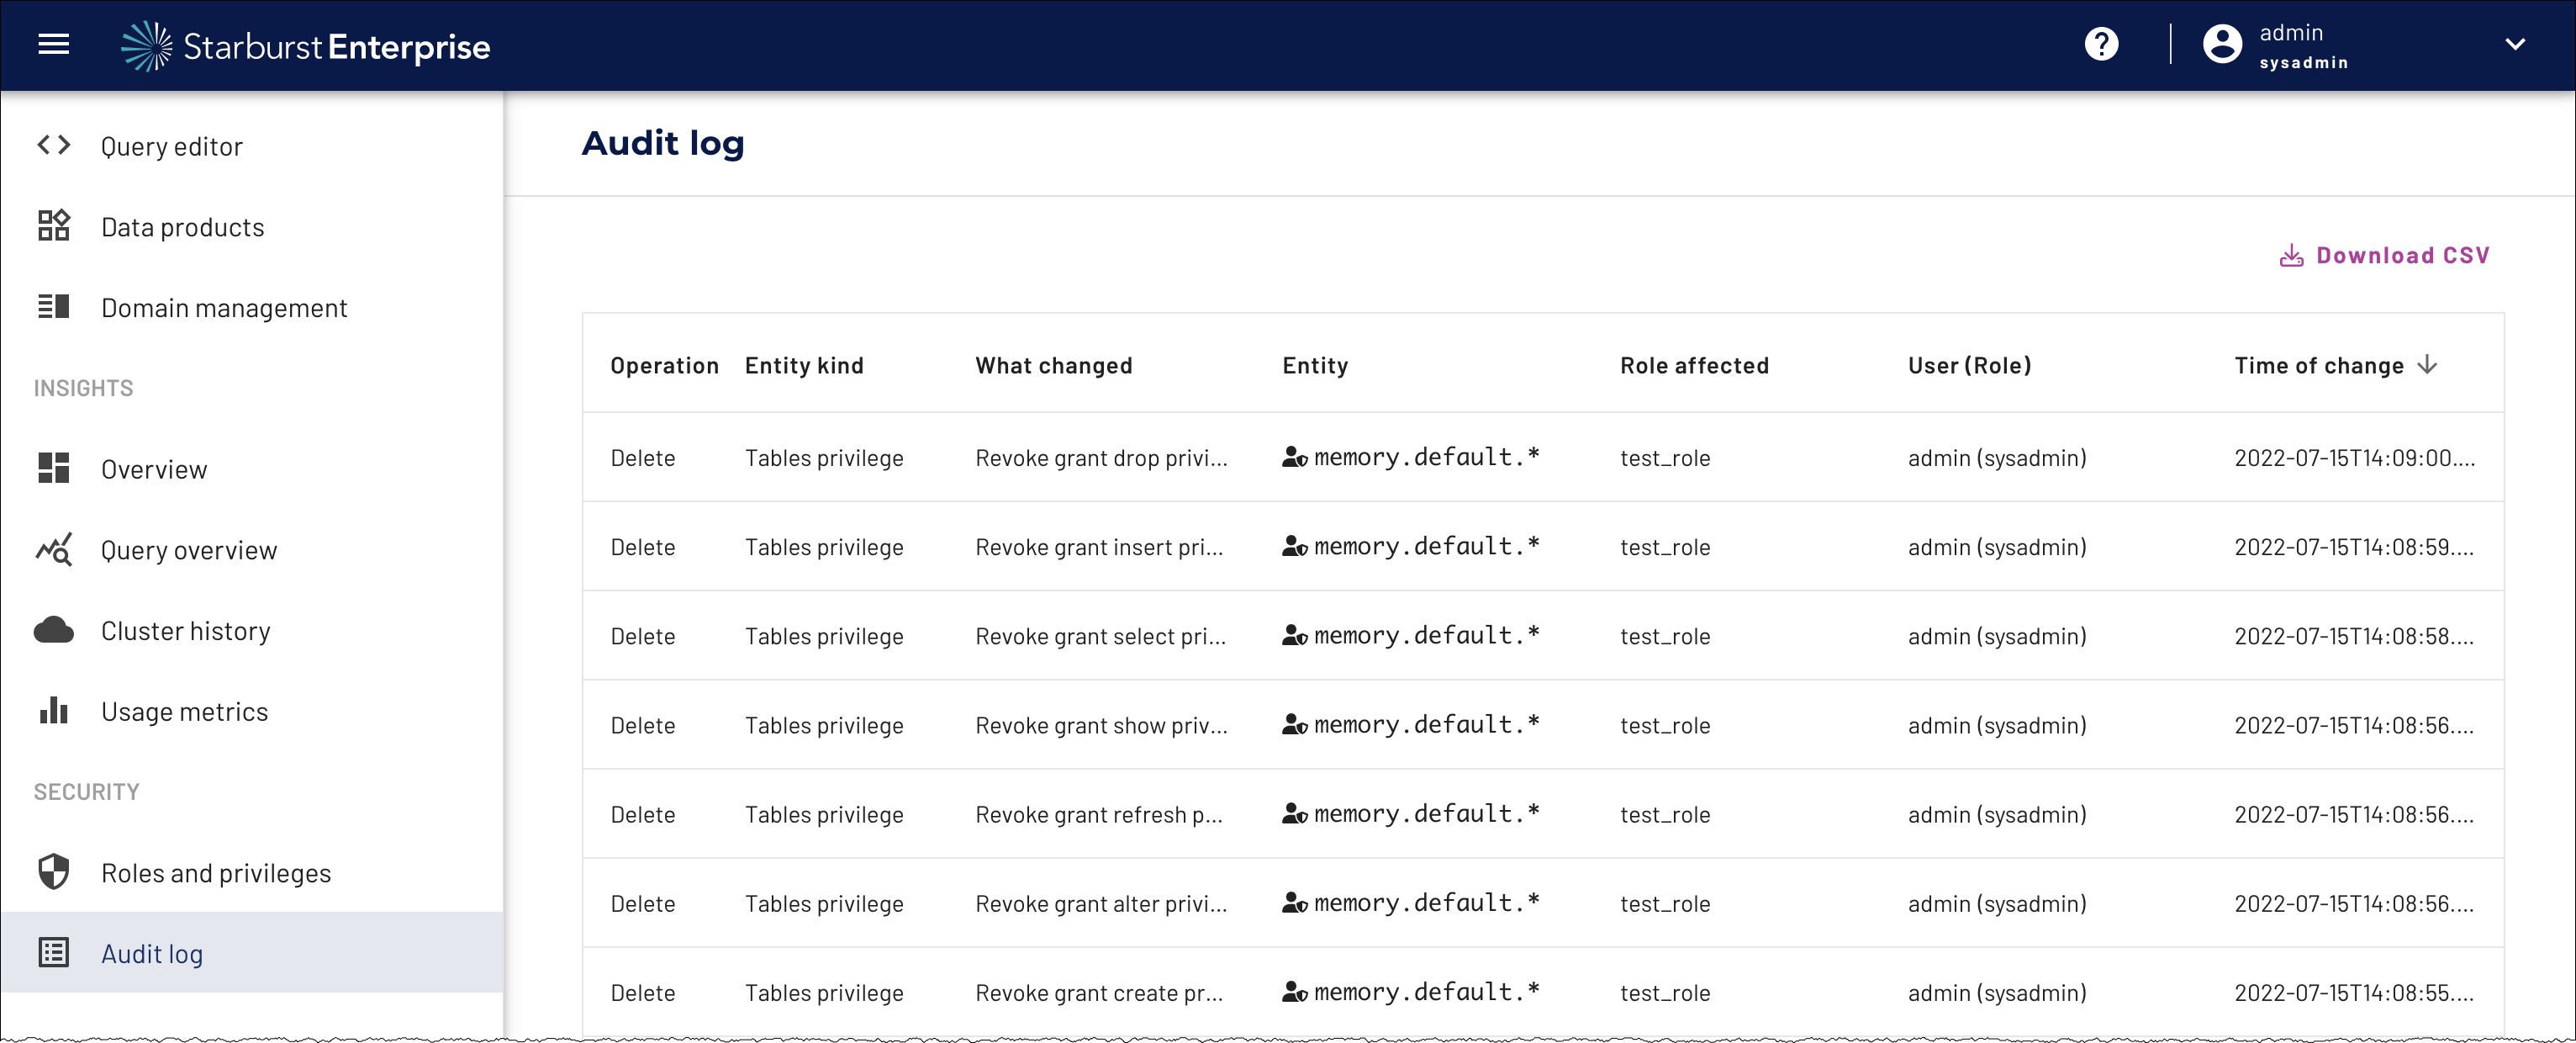 Starburst Enterprise
?
admin
sysadmin
Query editor
Data products
Domain management
INSIGHTS
Overview
Query overview
Cluster history
Usage metrics
SECURITY
Roles and privileges
Audit log
Audit log
Download CSV
Operation Entity kind What changed Entity Role affected User (Role) Time of change
Delete Tables privilege Revoke grant drop privi... memory.default.* test_role admin (sysadmin) 2022-07-15T14:09:00....
Delete Tables privilege Revoke grant insert pri... memory.default.* test_role admin (sysadmin) 2022-07-15T14:08:59....
Delete Tables privilege Revoke grant select pri... memory.default.* test_role admin (sysadmin) 2022-07-15T14:08:58....
Delete Tables privilege Revoke grant show priv... memory.default.* test_role admin (sysadmin) 2022-07-15T14:08:56....
Delete Tables privilege Revoke grant refresh p... memory.default.* test_role admin (sysadmin) 2022-07-15T14:08:56....
Delete Tables privilege Revoke grant alter privi... memory.default.* test_role admin (sysadmin) 2022-07-15T14:08:56....
Delete Tables privilege Revoke grant create pr... memory.default.* test_role admin (sysadmin) 2022-07-15T14:08:55....